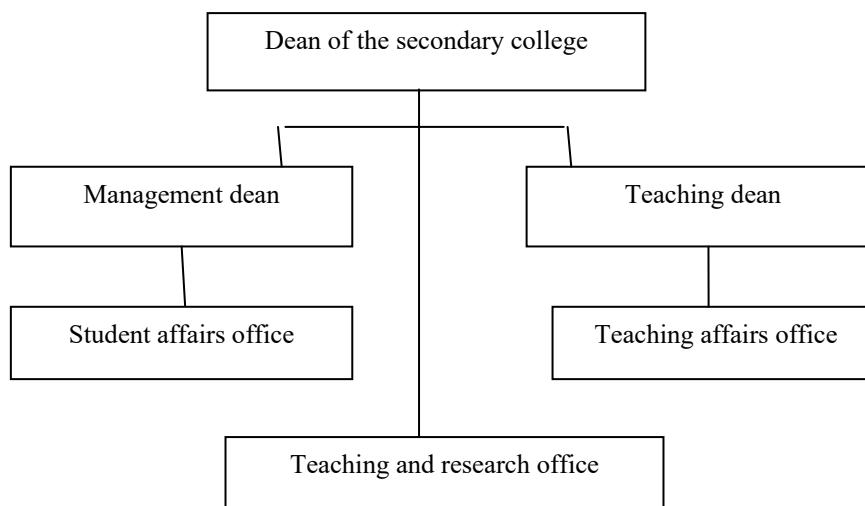 Dean of the secondary college
Management dean
Teaching dean
Student affairs office
Teaching affairs office
Teaching and research office